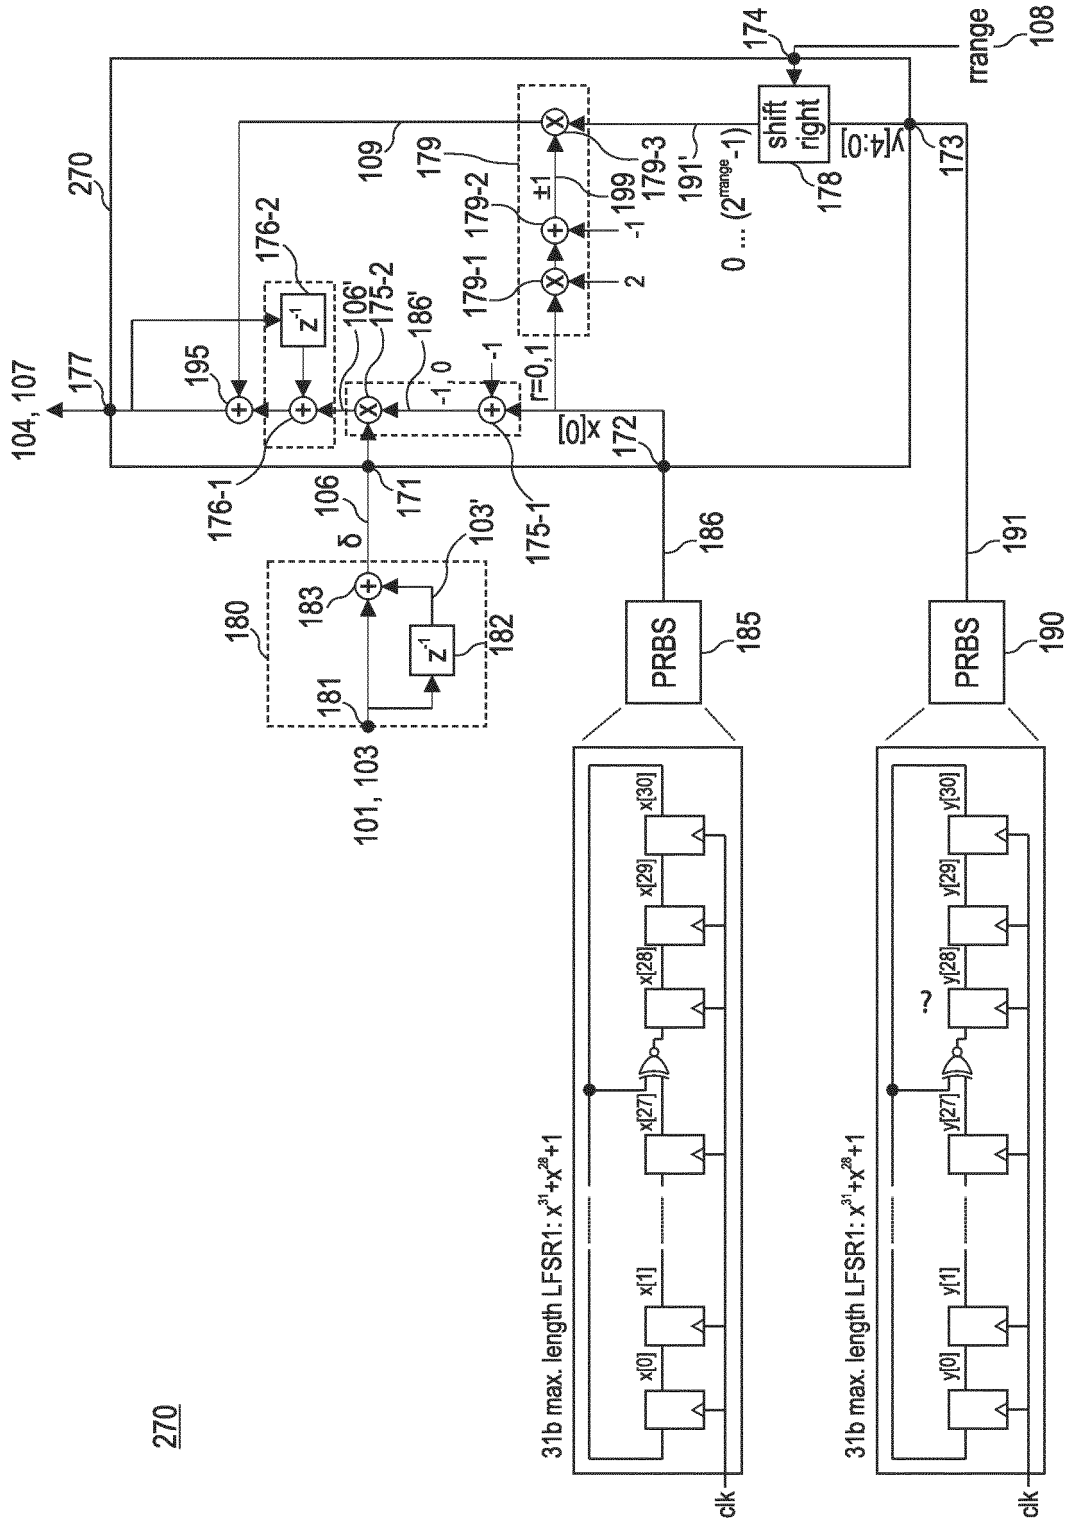 270
31b max. length LFSR1: x^31+x^28+1
x[0]
x[1]
x[27]
x[28]
x[29]
x[30]
clk
31b max. length LFSR1: x^31+x^28+1
y[0]
y[1]
y[27]
?
y[28]
y[29]
y[30]
clk
PRBS
185
186
PRBS
190
191
101, 103
181
180
183
z^-1
182
103'
δ
106
171
175-1
172
x[0]
r=0,1
-1
-1 0
186'
175-2
106'
176-1
z^-1
176-2
195
177
104, 107
270
109
179
179-1
2
179-2
-1
±1
199
179-3
191'
0 ... (2^rrange-1)
shift
right
178
y[4:0]
173
174
rrange
108